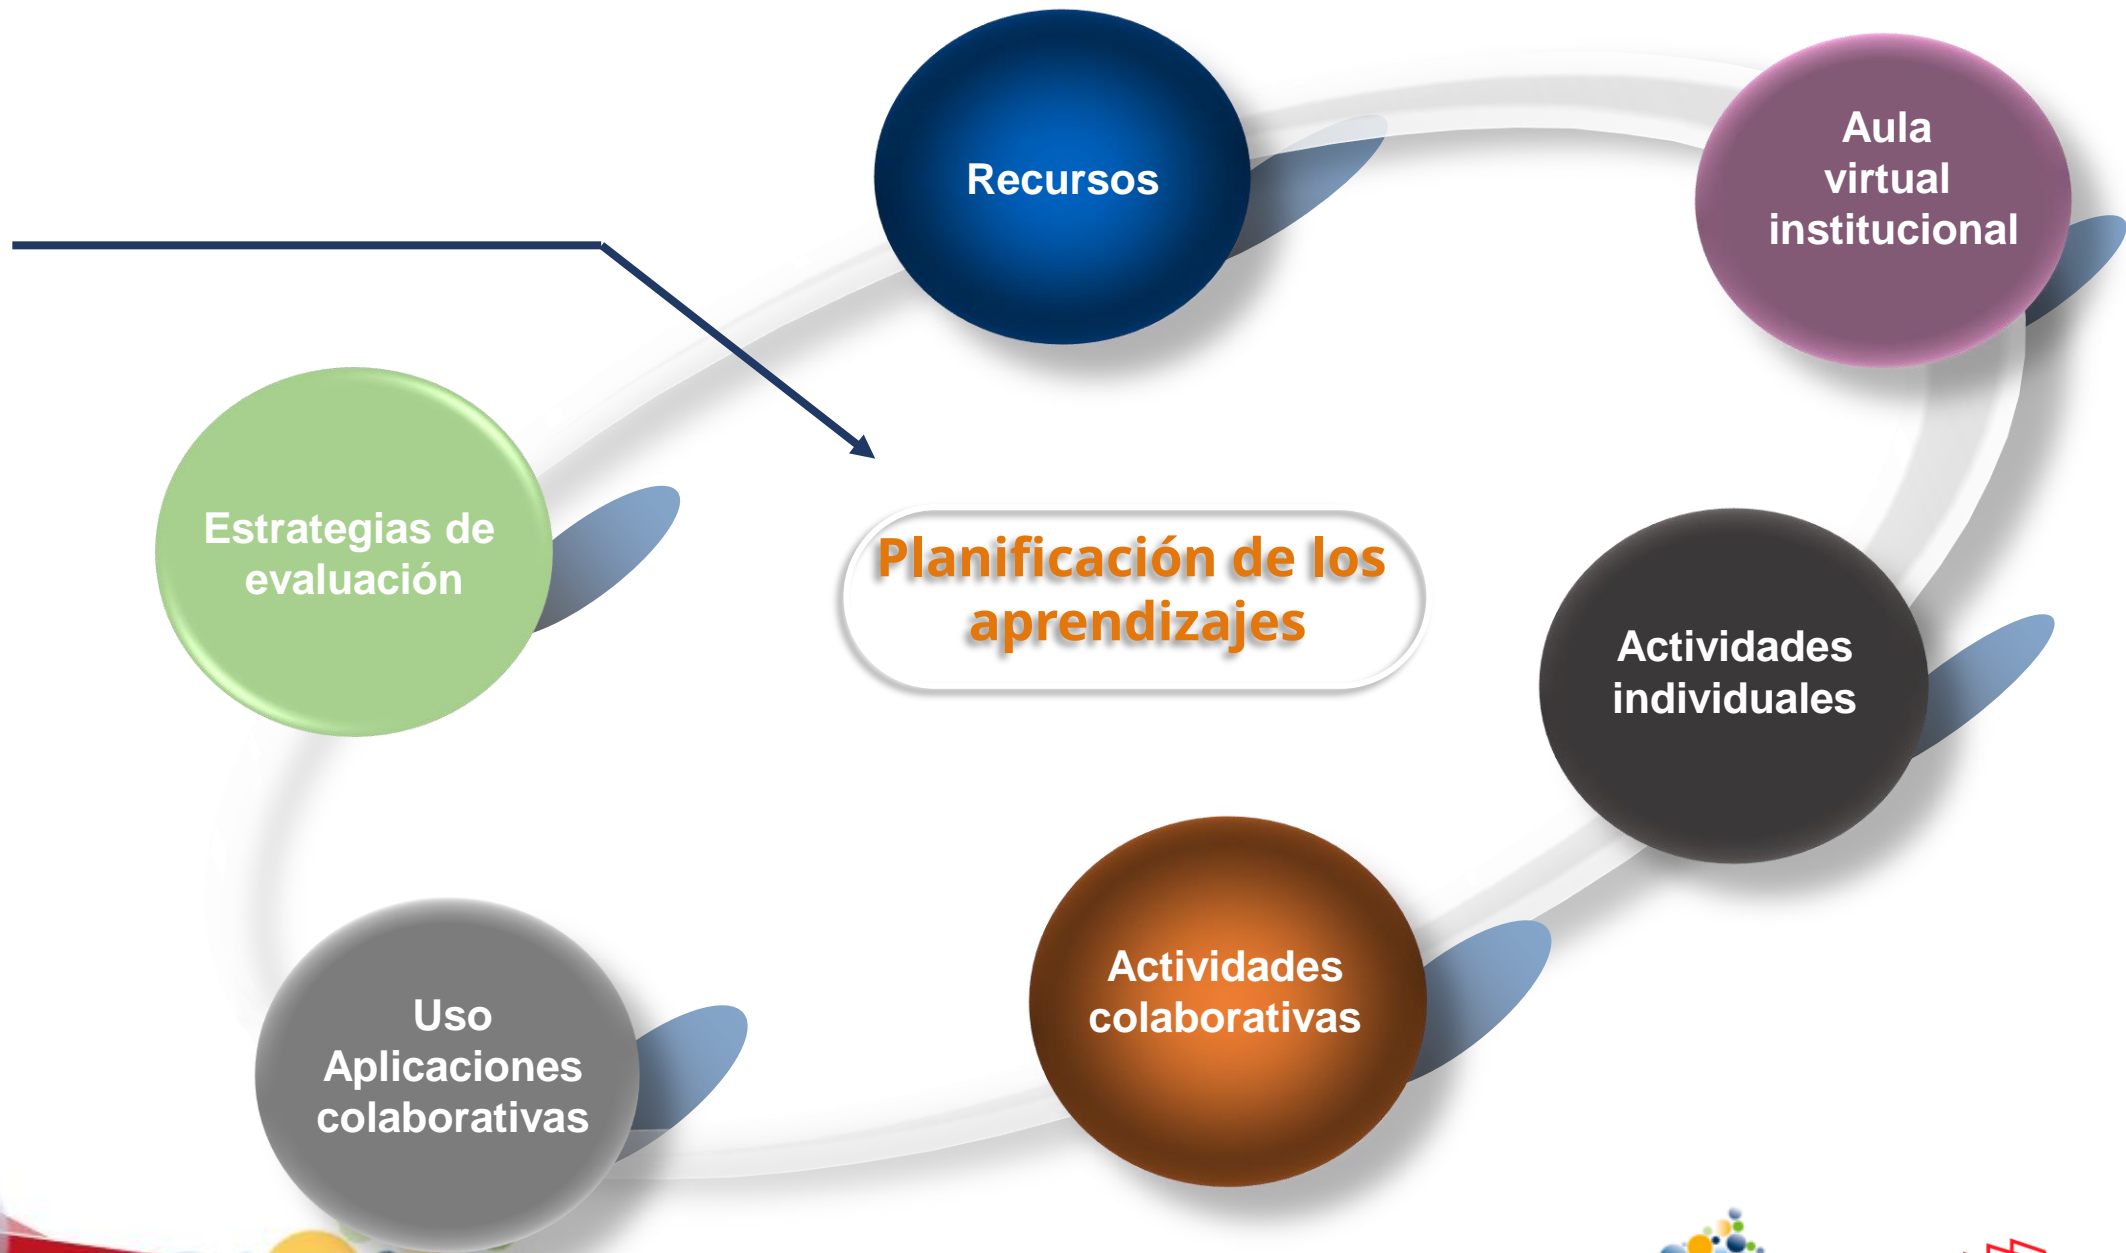 Recursos
Aula
virtual
institucional
Estrategias de
evaluación
Planificación de los
aprendizajes
Actividades
individuales
Actividades
colaborativas
Uso
Aplicaciones
colaborativas